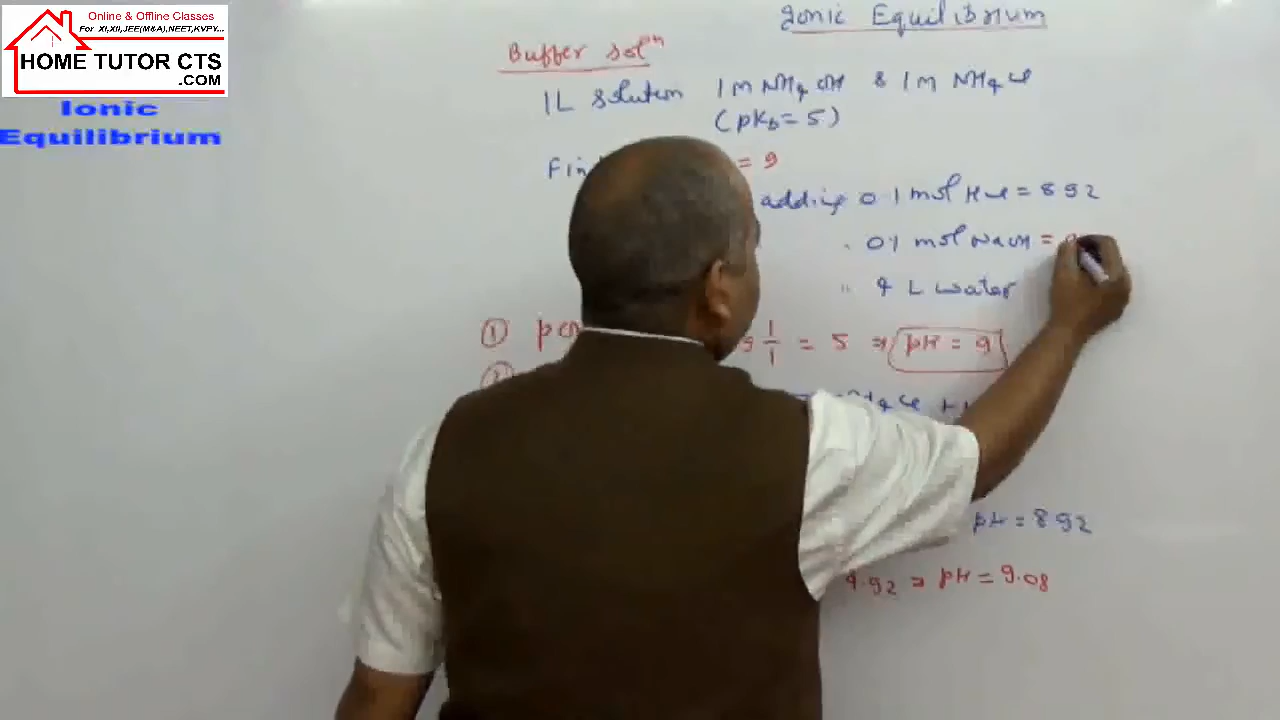 Online & Offline Classes
For XI,XII,JEE(M&A),NEET,KVPY...
HOME TUTOR CTS
.COM
Ionic
Equilibrium
Ionic Equilibrium
Buffer solⁿ
1L solution 1M NH4OH & 1M NH4Cl
(pKb = 5)
= 9
adding 0.1 mol HCl = 8.92
" 0.1 mol NaOH =
" 9 L water
① 1/1 = 5 ⇒ pH = 9
②
pH = 8.92
4.92 ⇒ pH = 9.08